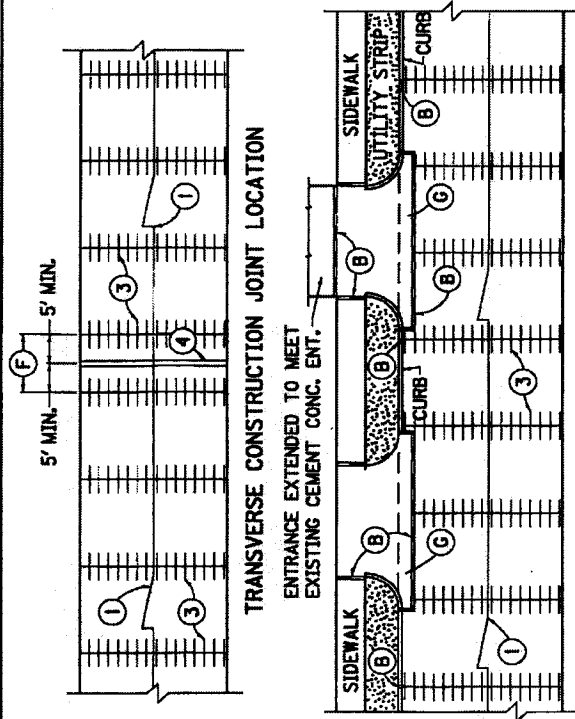 5' MIN.
F
5' MIN.
1
3
4
3
1
TRANSVERSE CONSTRUCTION JOINT LOCATION
ENTRANCE EXTENDED TO MEET
EXISTING CEMENT CONC. ENT.
SIDEWALK
B
B
B
SIDEWALK
UTILITY STRIP
B
G
B
CURB
B
G
B
CURB
1
3